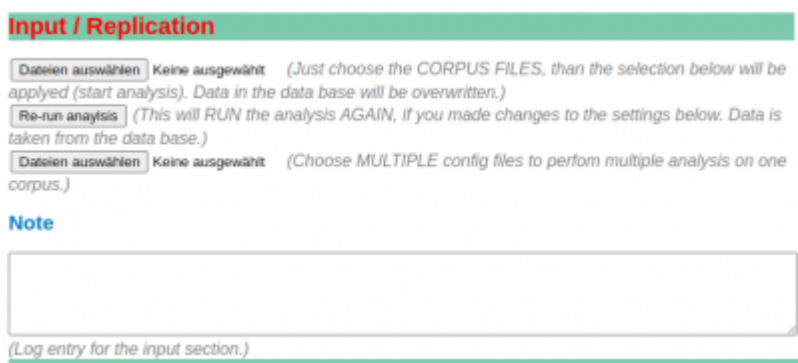 Input / Replication
Dateien auswählen Keine ausgewählt (Just choose the CORPUS FILES, than the selection below will be
applyed (start analysis). Data in the data base will be overwritten.)
Re-run anaylsis (This will RUN the analysis AGAIN, if you made changes to the settings below. Data is
taken from the data base.)
Dateien auswählen Keine ausgewählt (Choose MULTIPLE config files to perfom multiple analysis on one
corpus.)
Note
(Log entry for the input section.)